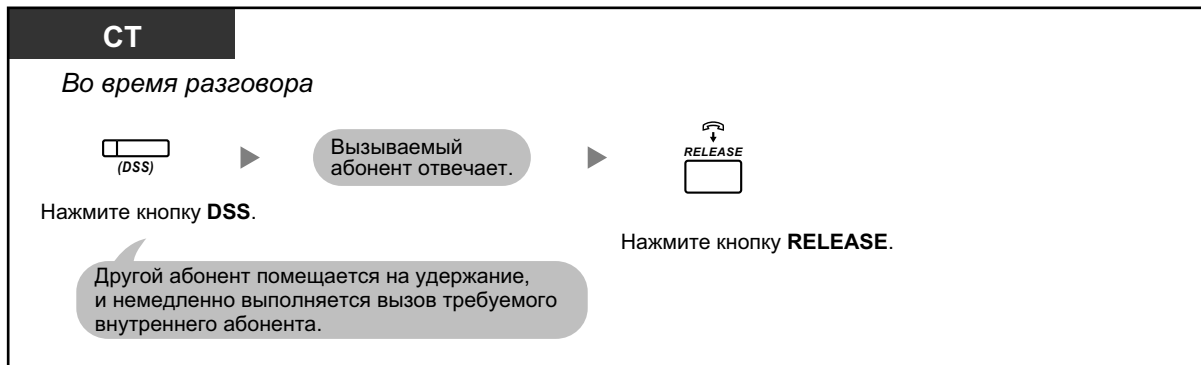 СТ
Во время разговора
(DSS)
Нажмите кнопку DSS.
Вызываемый
абонент отвечает.
RELEASE
Нажмите кнопку RELEASE.
Другой абонент помещается на удержание,
и немедленно выполняется вызов требуемого
внутреннего абонента.